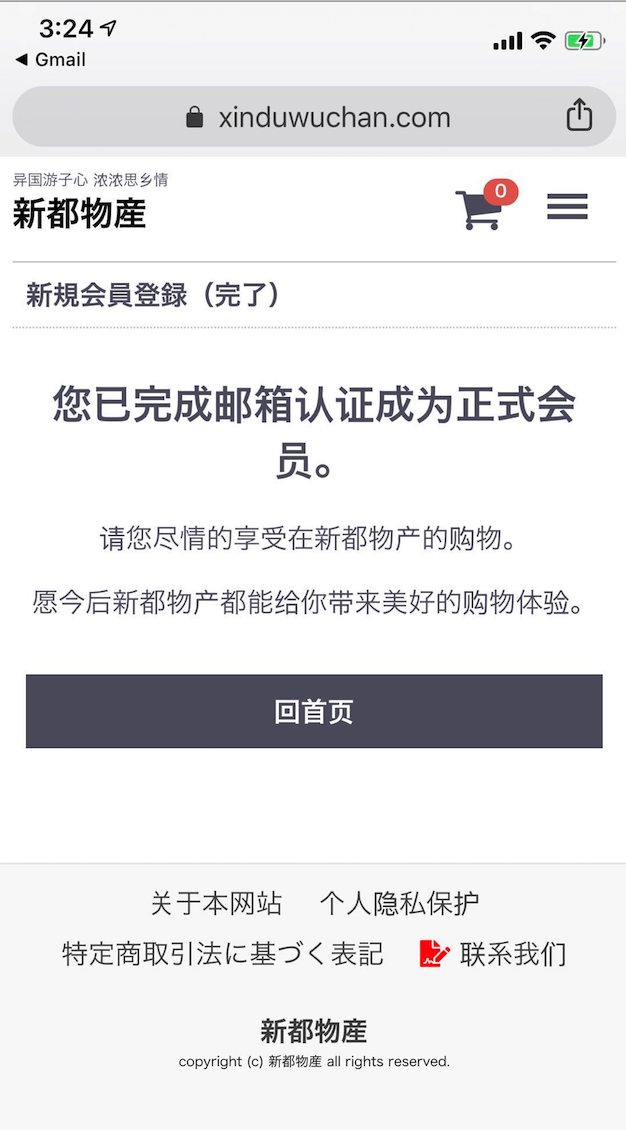 3:24
◀ Gmail
xinduwuchan.com
异国游子心 浓浓思乡情
新都物産
0
新規会員登録（完了）
您已完成邮箱认证成为正式会
员。
请您尽情的享受在新都物产的购物。
愿今后新都物产都能给你带来美好的购物体验。
回首页
关于本网站 个人隐私保护
特定商取引法に基づく表記 联系我们
新都物産
copyright (c) 新都物産 all rights reserved.